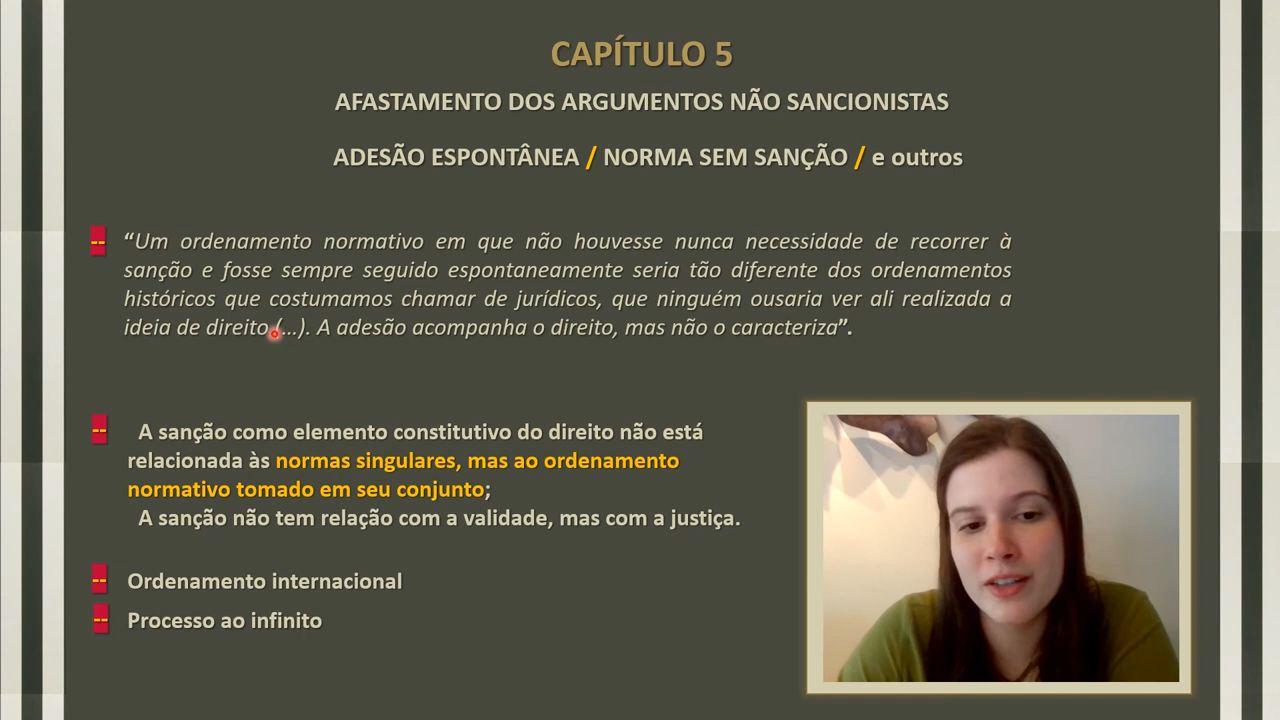 CAPÍTULO 5
AFASTAMENTO DOS ARGUMENTOS NÃO SANCIONISTAS
ADESÃO ESPONTÂNEA / NORMA SEM SANÇÃO / e outros
-- “Um ordenamento normativo em que não houvesse nunca necessidade de recorrer à
sanção e fosse sempre seguido espontaneamente seria tão diferente dos ordenamentos
históricos que costumamos chamar de jurídicos, que ninguém ousaria ver ali realizada a
ideia de direito (...). A adesão acompanha o direito, mas não o caracteriza”.
-- A sanção como elemento constitutivo do direito não está
relacionada às normas singulares, mas ao ordenamento
normativo tomado em seu conjunto;
A sanção não tem relação com a validade, mas com a justiça.
-- Ordenamento internacional
-- Processo ao infinito